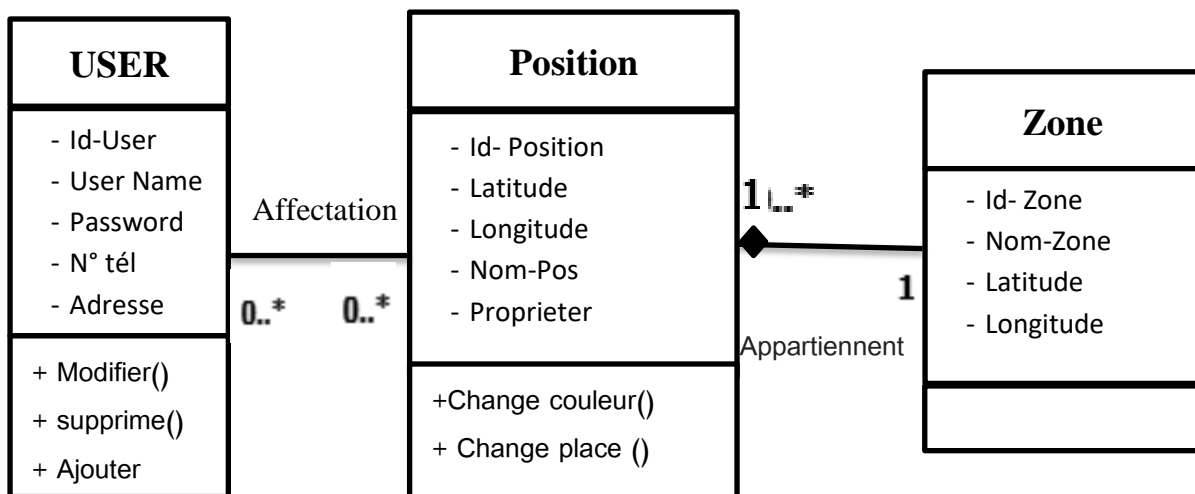 USER
- Id-User
- User Name
- Password
- N° tél
- Adresse
+ Modifier()
+ supprime()
+ Ajouter
Affectation
0..*
0..*
Position
- Id- Position
- Latitude
- Longitude
- Nom-Pos
- Proprieter
+Change couleur()
+ Change place ()
1...*
1
Appartiennent
Zone
- Id- Zone
- Nom-Zone
- Latitude
- Longitude